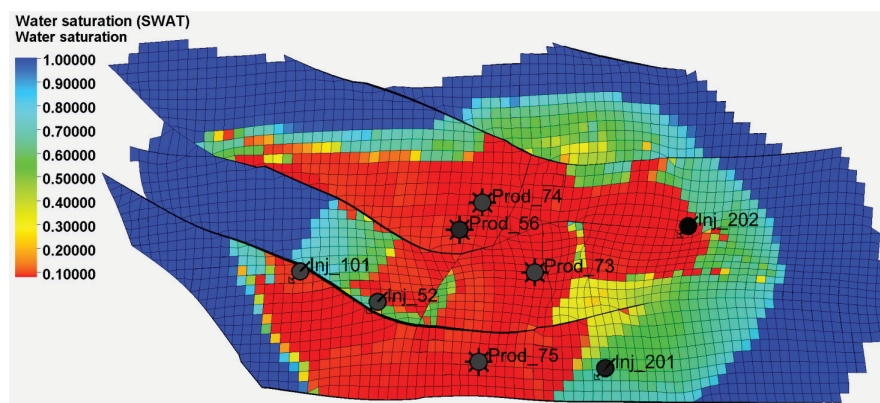 Water saturation (SWAT)
Water saturation
1.00000
0.90000
0.80000
0.70000
0.60000
0.50000
0.40000
0.30000
0.20000
0.10000
Prod_74
Prod_56
Inj_202
Inj_101
Prod_73
Inj_52
Prod_75
Inj_201